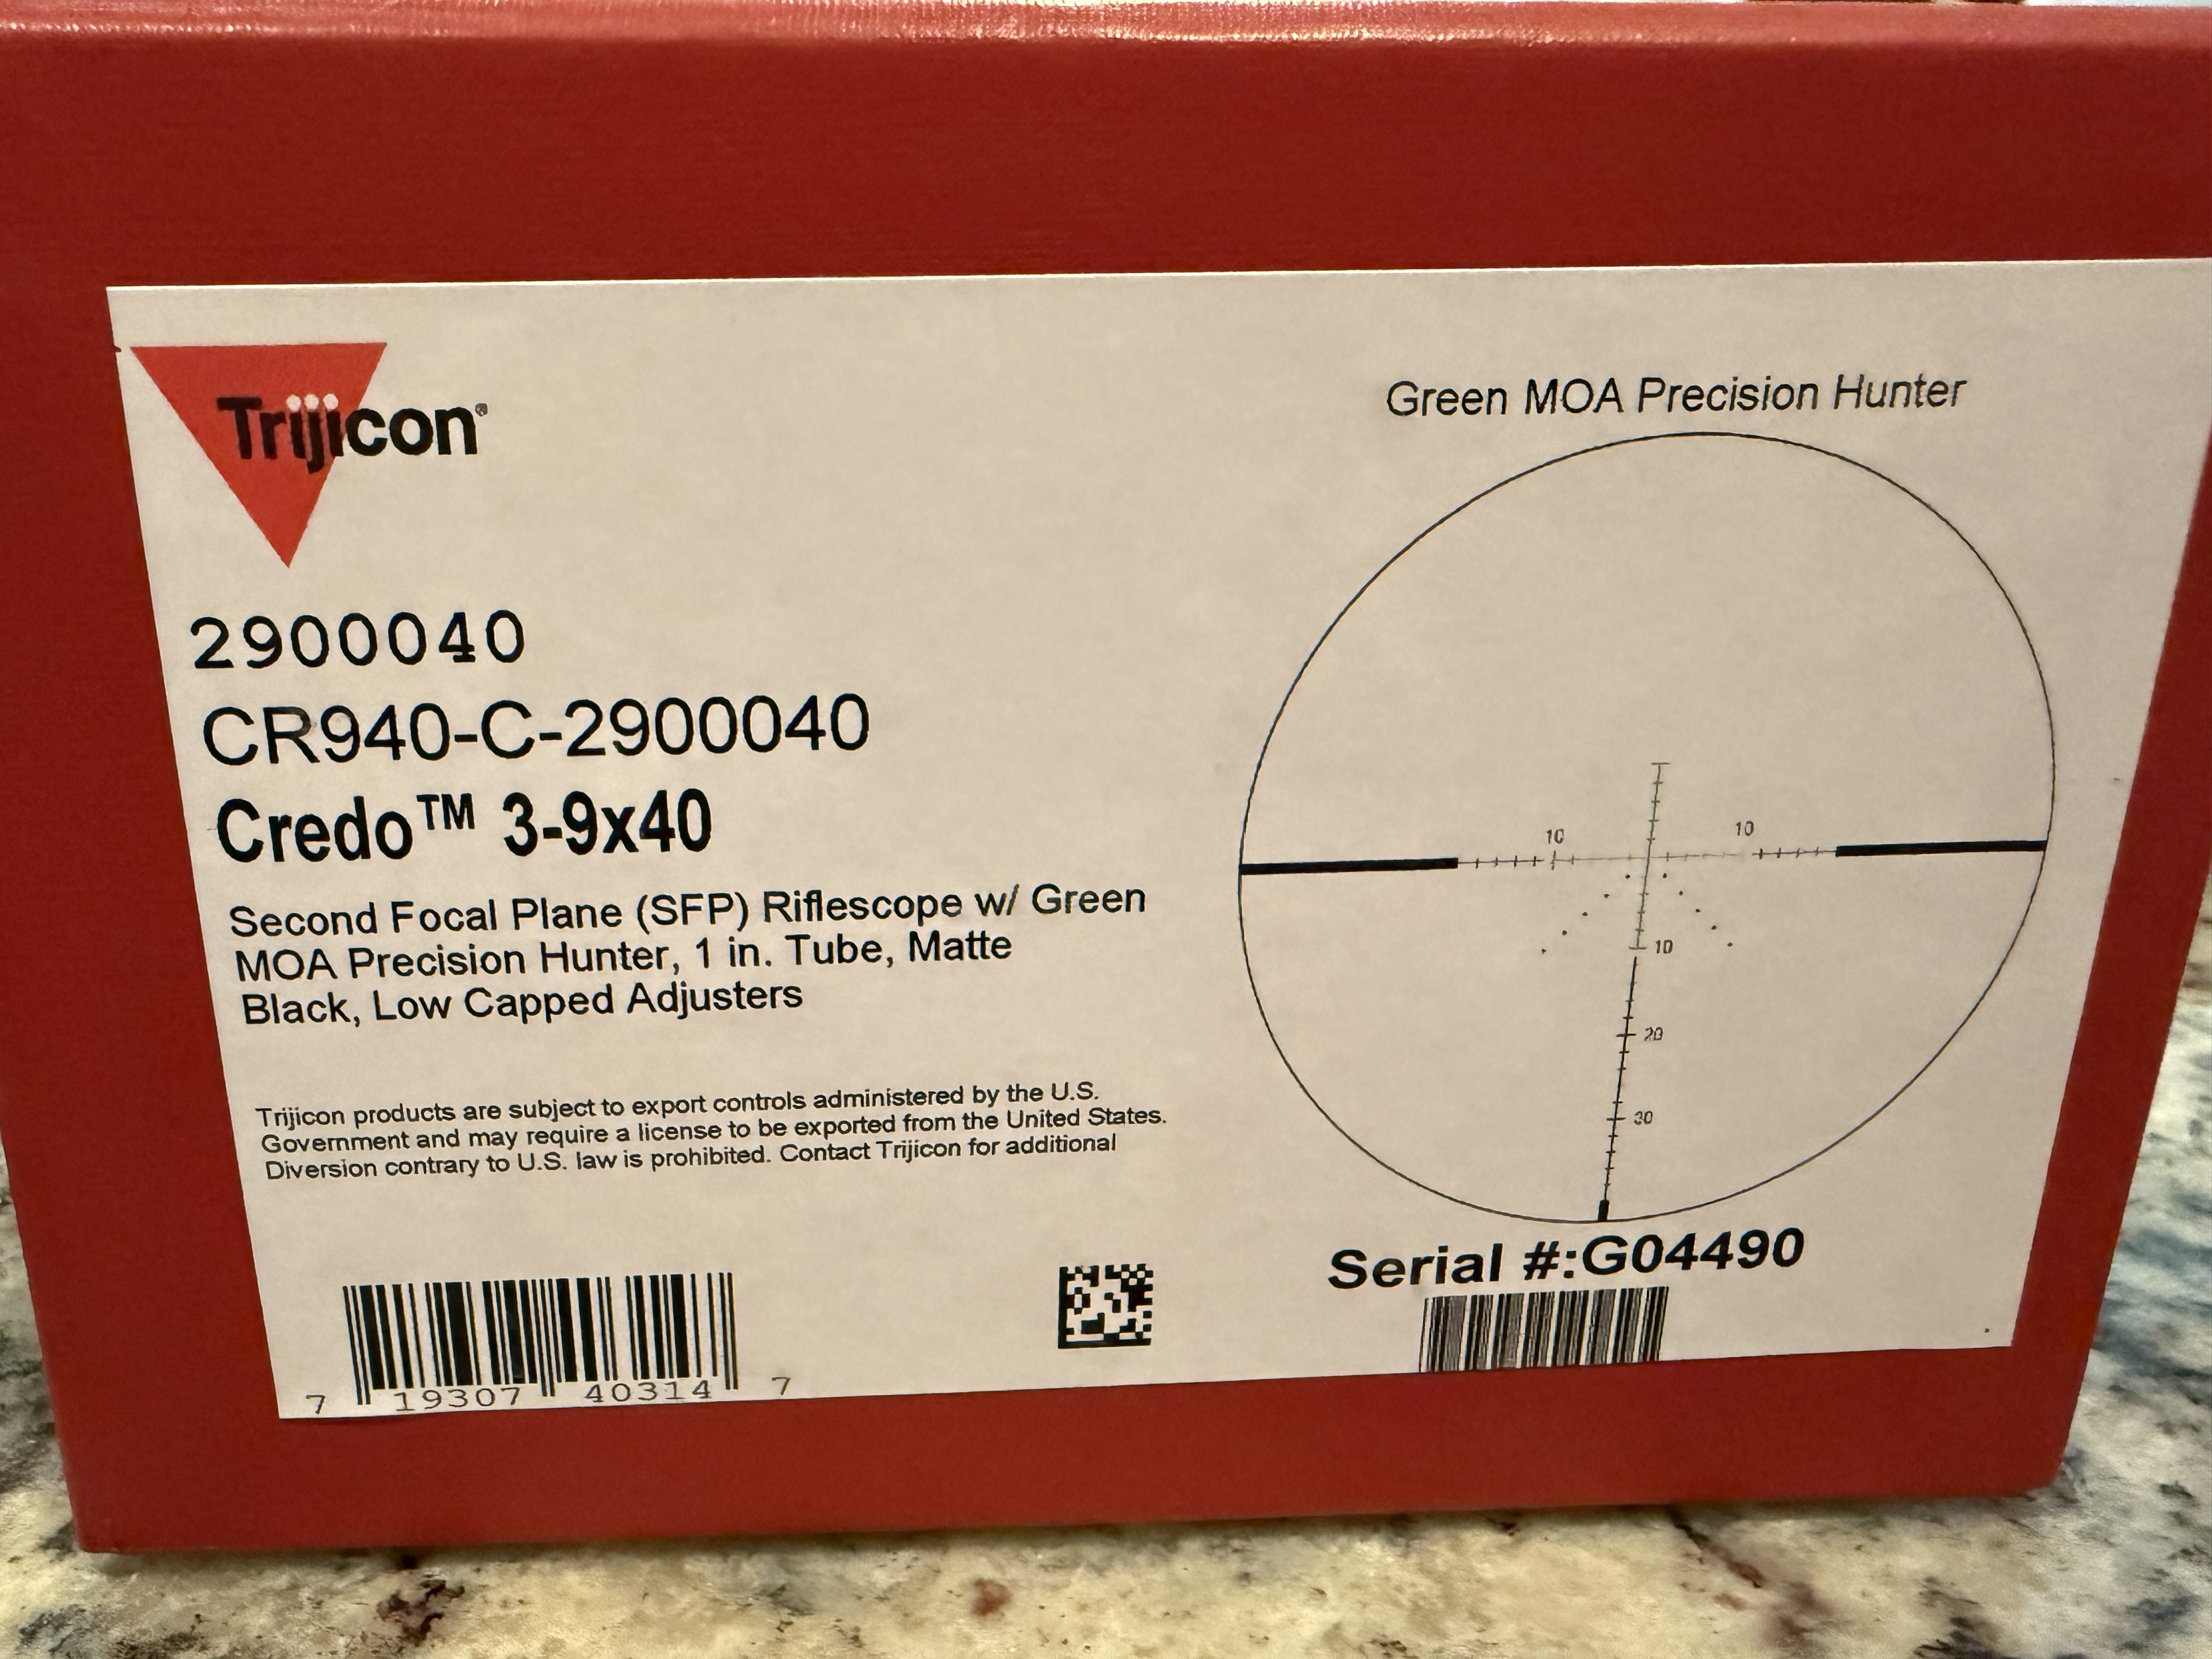 Trijicon®
2900040
CR940-C-2900040
Credo™ 3-9x40
Second Focal Plane (SFP) Riflescope w/ Green
MOA Precision Hunter, 1 in. Tube, Matte
Black, Low Capped Adjusters
Trijicon products are subject to export controls administered by the U.S.
Government and may require a license to be exported from the United States.
Diversion contrary to U.S. law is prohibited. Contact Trijicon for additional
7 19307 40314 7
Green MOA Precision Hunter
10 10
10
20
30
Serial #:G04490